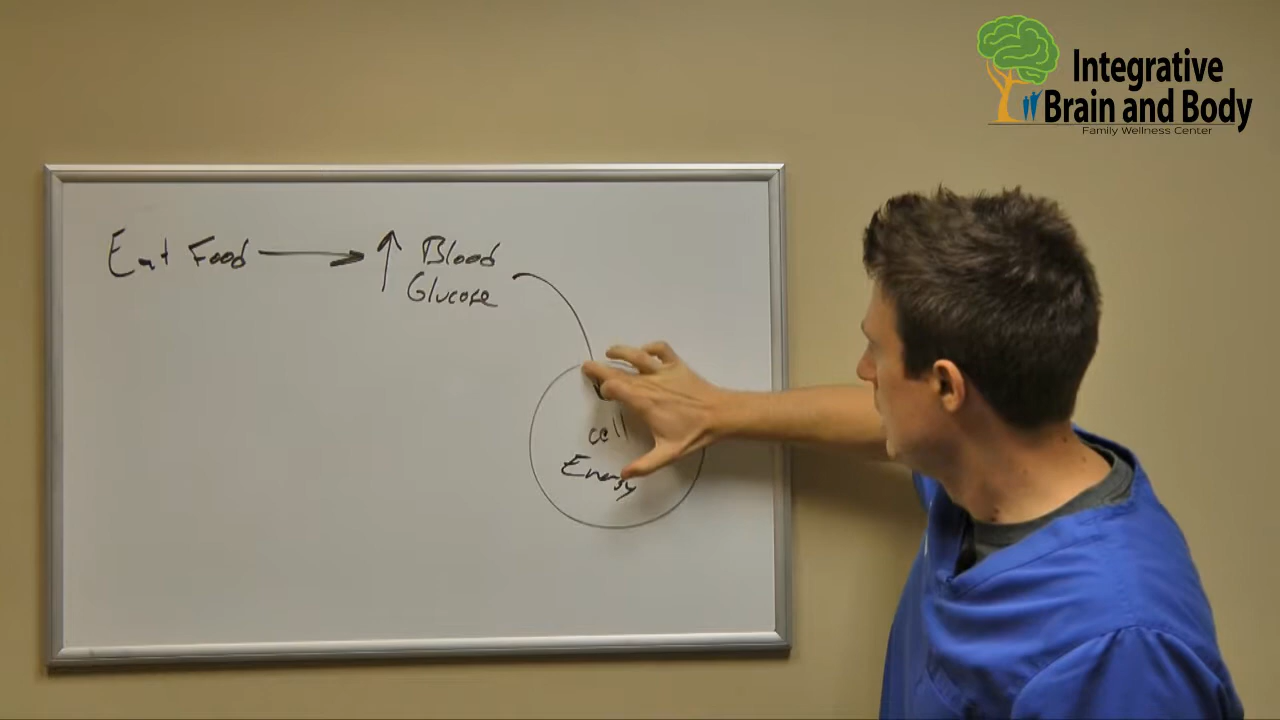 Integrative
Brain and Body
Family Wellness Center
Eat Food → ↑ Blood
Glucose
cell
Energy